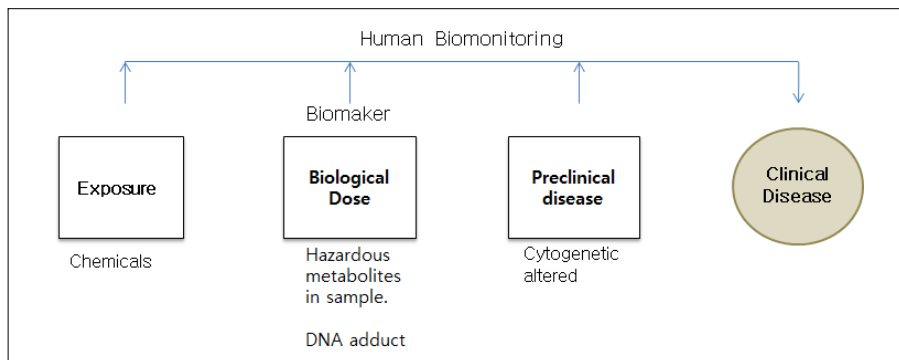 Human Biomonitoring
Biomaker
Exposure
Biological
Dose
Preclinical
disease
Clinical
Disease
Chemicals
Hazardous
metabolites
in sample.
DNA adduct
Cytogenetic
altered